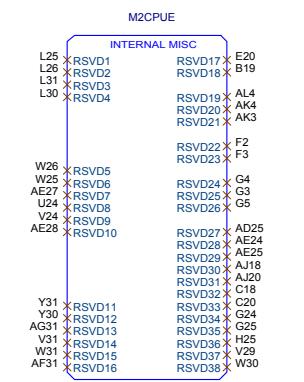 M2CPUE
INTERNAL MISC
L25 RSVD1 RSVD17 E20
L26 RSVD2 RSVD18 B19
L31 RSVD3
L30 RSVD4 RSVD19 AL4
RSVD20 AK4
RSVD21 AK3
RSVD22 F2
RSVD23 F3
W26 RSVD5
W25 RSVD6 RSVD24 G4
AE27 RSVD7 RSVD25 G3
U24 RSVD8 RSVD26 G5
V24 RSVD9
AE28 RSVD10 RSVD27 AD25
RSVD28 AE24
RSVD29 AE25
RSVD30 AJ18
RSVD31 AJ20
RSVD32 C18
Y31 RSVD11 RSVD33 C20
Y30 RSVD12 RSVD34 G24
AG31 RSVD13 RSVD35 G25
V31 RSVD14 RSVD36 H25
W31 RSVD15 RSVD37 V29
AF31 RSVD16 RSVD38 W30